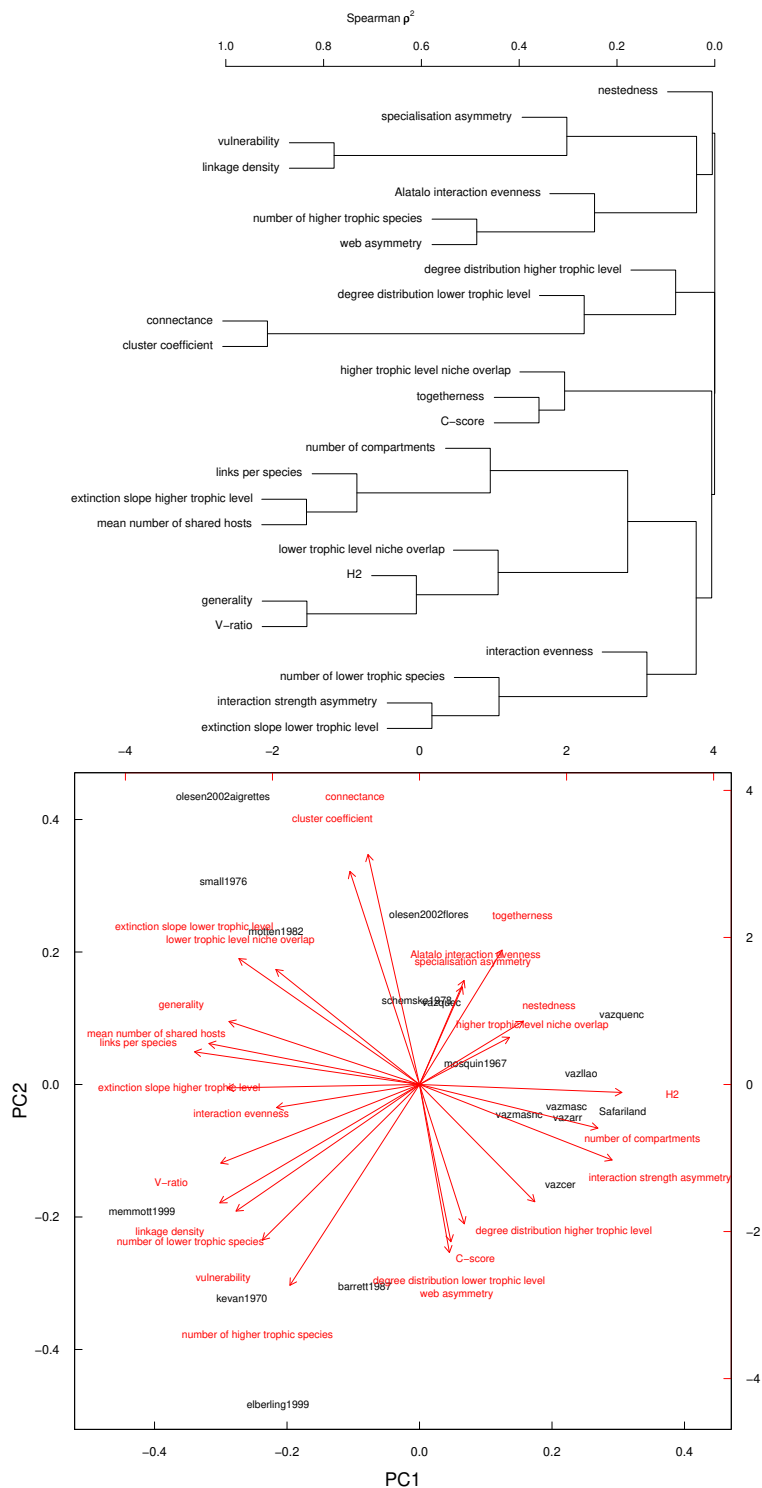 Spearman ρ²
1.0 0.8 0.6 0.4 0.2 0.0
nestedness
specialisation asymmetry
vulnerability
linkage density
Alatalo interaction evenness
number of higher trophic species
web asymmetry
degree distribution higher trophic level
degree distribution lower trophic level
connectance
cluster coefficient
higher trophic level niche overlap
togetherness
C−score
number of compartments
links per species
extinction slope higher trophic level
mean number of shared hosts
lower trophic level niche overlap
H2
generality
V−ratio
interaction evenness
number of lower trophic species
interaction strength asymmetry
extinction slope lower trophic level
−4 −2 0 2 4
olesen2002aigrettes connectance 4
0.4 cluster coefficient
small1976
olesen2002flores togetherness
extinction slope lower trophic level
motten1982
lower trophic level niche overlap
0.2 2
Alatalo interaction evenness
specialisation asymmetry
schemske1978 vazquec
generality nestedness
vazquenc
higher trophic level niche overlap
mean number of shared hosts
links per species
mosquin1967
vazllao
0.0 0
extinction slope higher trophic level H2
interaction evenness vazmasnc vazmasc Safariland
vazarr
number of compartments
interaction strength asymmetry
V−ratio vazcer
memmott1999
−0.2 −2
linkage density degree distribution higher trophic level
number of lower trophic species
C−score
vulnerability degree distribution lower trophic level
barrett1987
web asymmetry
kevan1970
number of higher trophic species
−0.4 −4
elberling1999
−0.4 −0.2 0.0 0.2 0.4
PC1
PC2